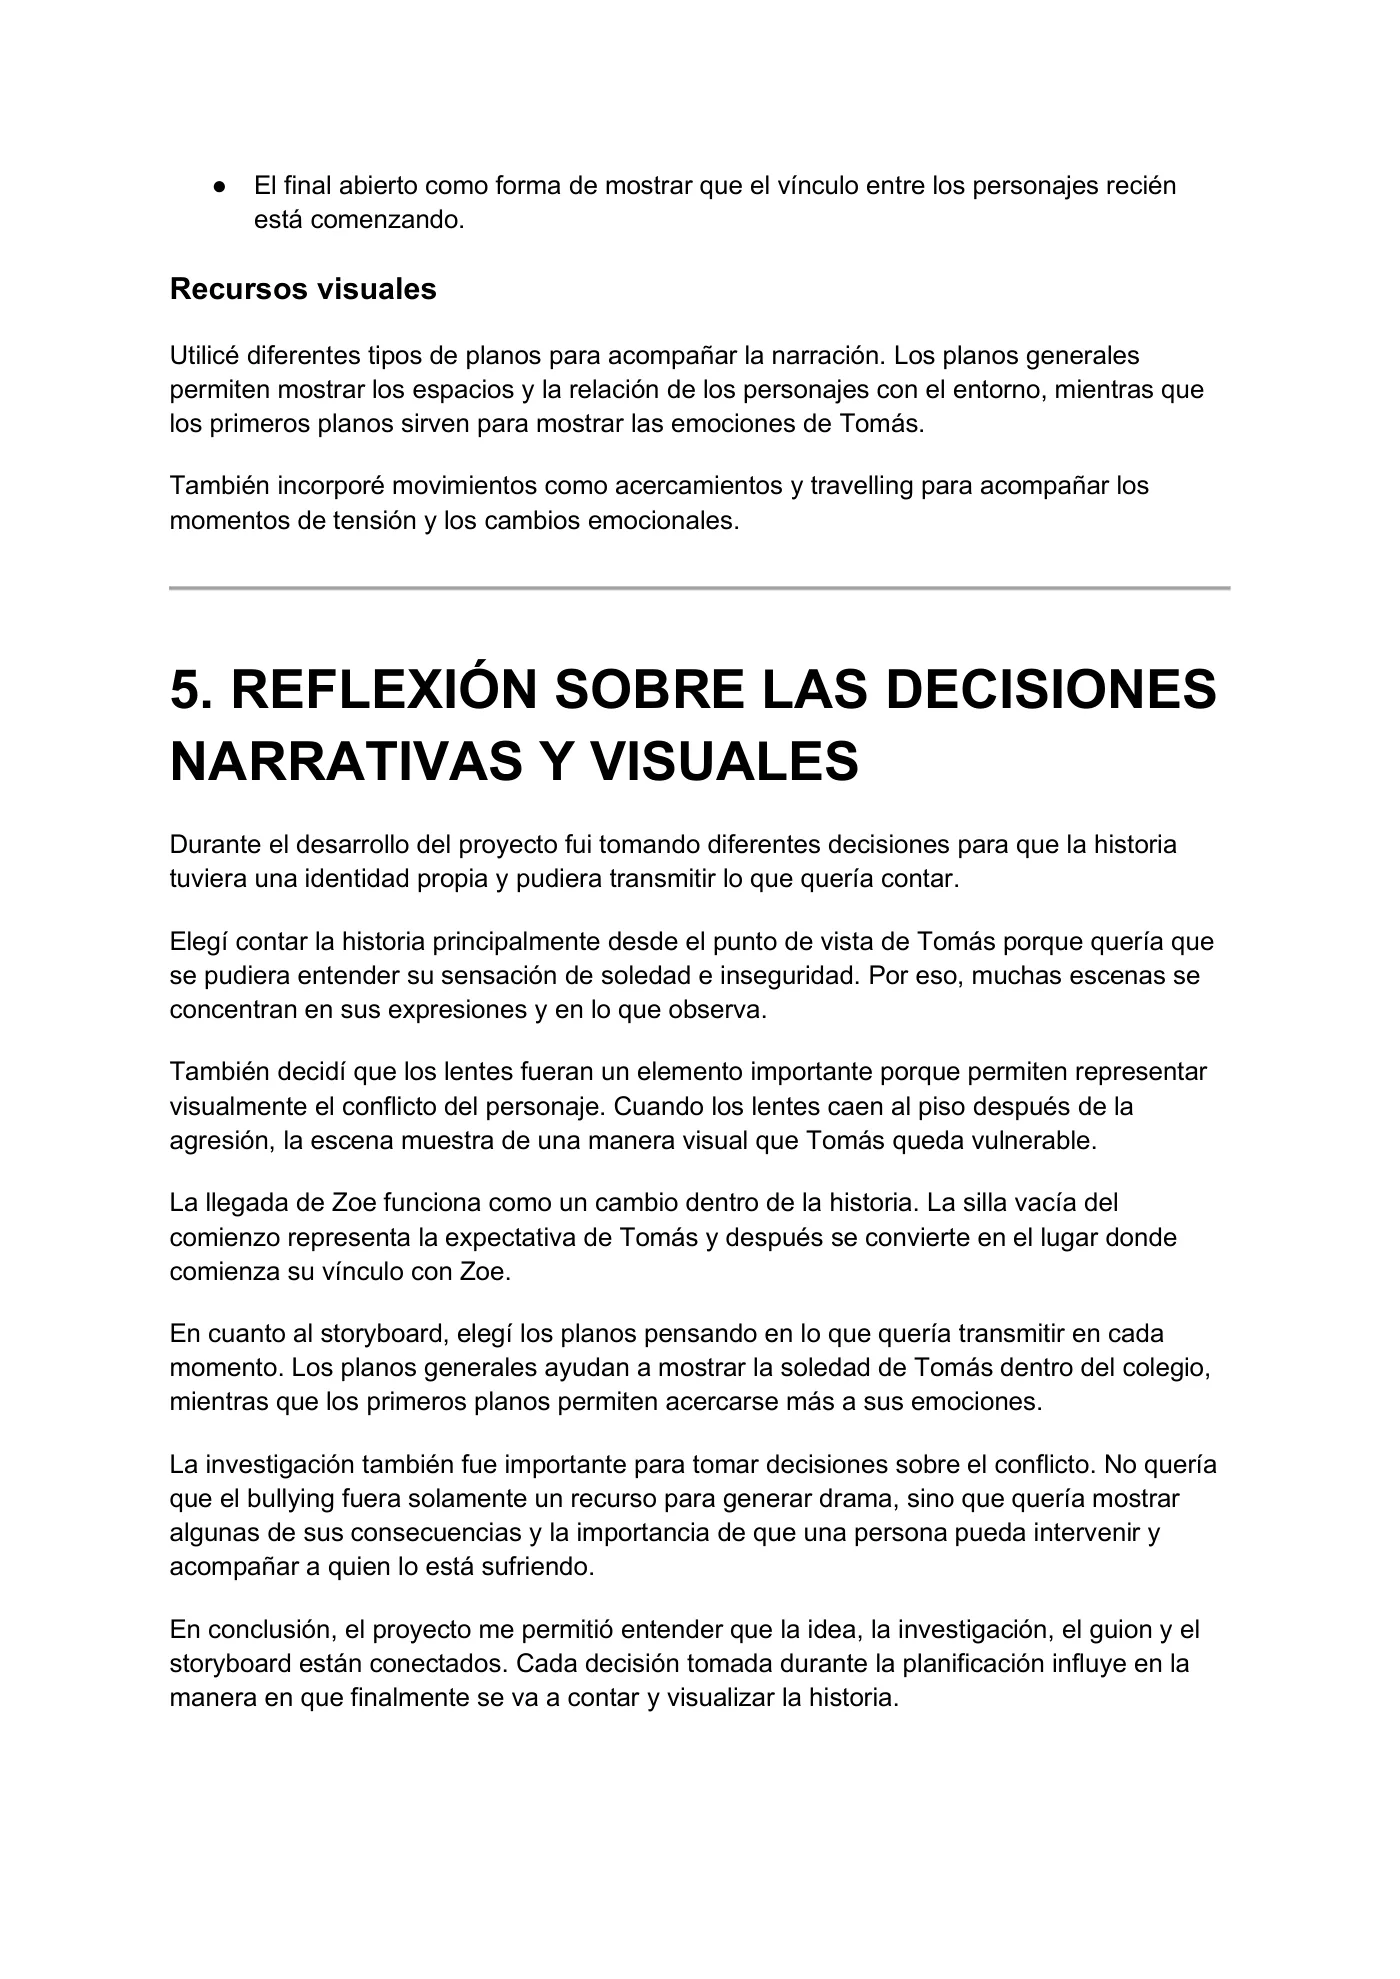 ● El final abierto como forma de mostrar que el vínculo entre los personajes recién
está comenzando.
Recursos visuales
Utilicé diferentes tipos de planos para acompañar la narración. Los planos generales
permiten mostrar los espacios y la relación de los personajes con el entorno, mientras que
los primeros planos sirven para mostrar las emociones de Tomás.
También incorporé movimientos como acercamientos y travelling para acompañar los
momentos de tensión y los cambios emocionales.
5. REFLEXIÓN SOBRE LAS DECISIONES
NARRATIVAS Y VISUALES
Durante el desarrollo del proyecto fui tomando diferentes decisiones para que la historia
tuviera una identidad propia y pudiera transmitir lo que quería contar.
Elegí contar la historia principalmente desde el punto de vista de Tomás porque quería que
se pudiera entender su sensación de soledad e inseguridad. Por eso, muchas escenas se
concentran en sus expresiones y en lo que observa.
También decidí que los lentes fueran un elemento importante porque permiten representar
visualmente el conflicto del personaje. Cuando los lentes caen al piso después de la
agresión, la escena muestra de una manera visual que Tomás queda vulnerable.
La llegada de Zoe funciona como un cambio dentro de la historia. La silla vacía del
comienzo representa la expectativa de Tomás y después se convierte en el lugar donde
comienza su vínculo con Zoe.
En cuanto al storyboard, elegí los planos pensando en lo que quería transmitir en cada
momento. Los planos generales ayudan a mostrar la soledad de Tomás dentro del colegio,
mientras que los primeros planos permiten acercarse más a sus emociones.
La investigación también fue importante para tomar decisiones sobre el conflicto. No quería
que el bullying fuera solamente un recurso para generar drama, sino que quería mostrar
algunas de sus consecuencias y la importancia de que una persona pueda intervenir y
acompañar a quien lo está sufriendo.
En conclusión, el proyecto me permitió entender que la idea, la investigación, el guion y el
storyboard están conectados. Cada decisión tomada durante la planificación influye en la
manera en que finalmente se va a contar y visualizar la historia.